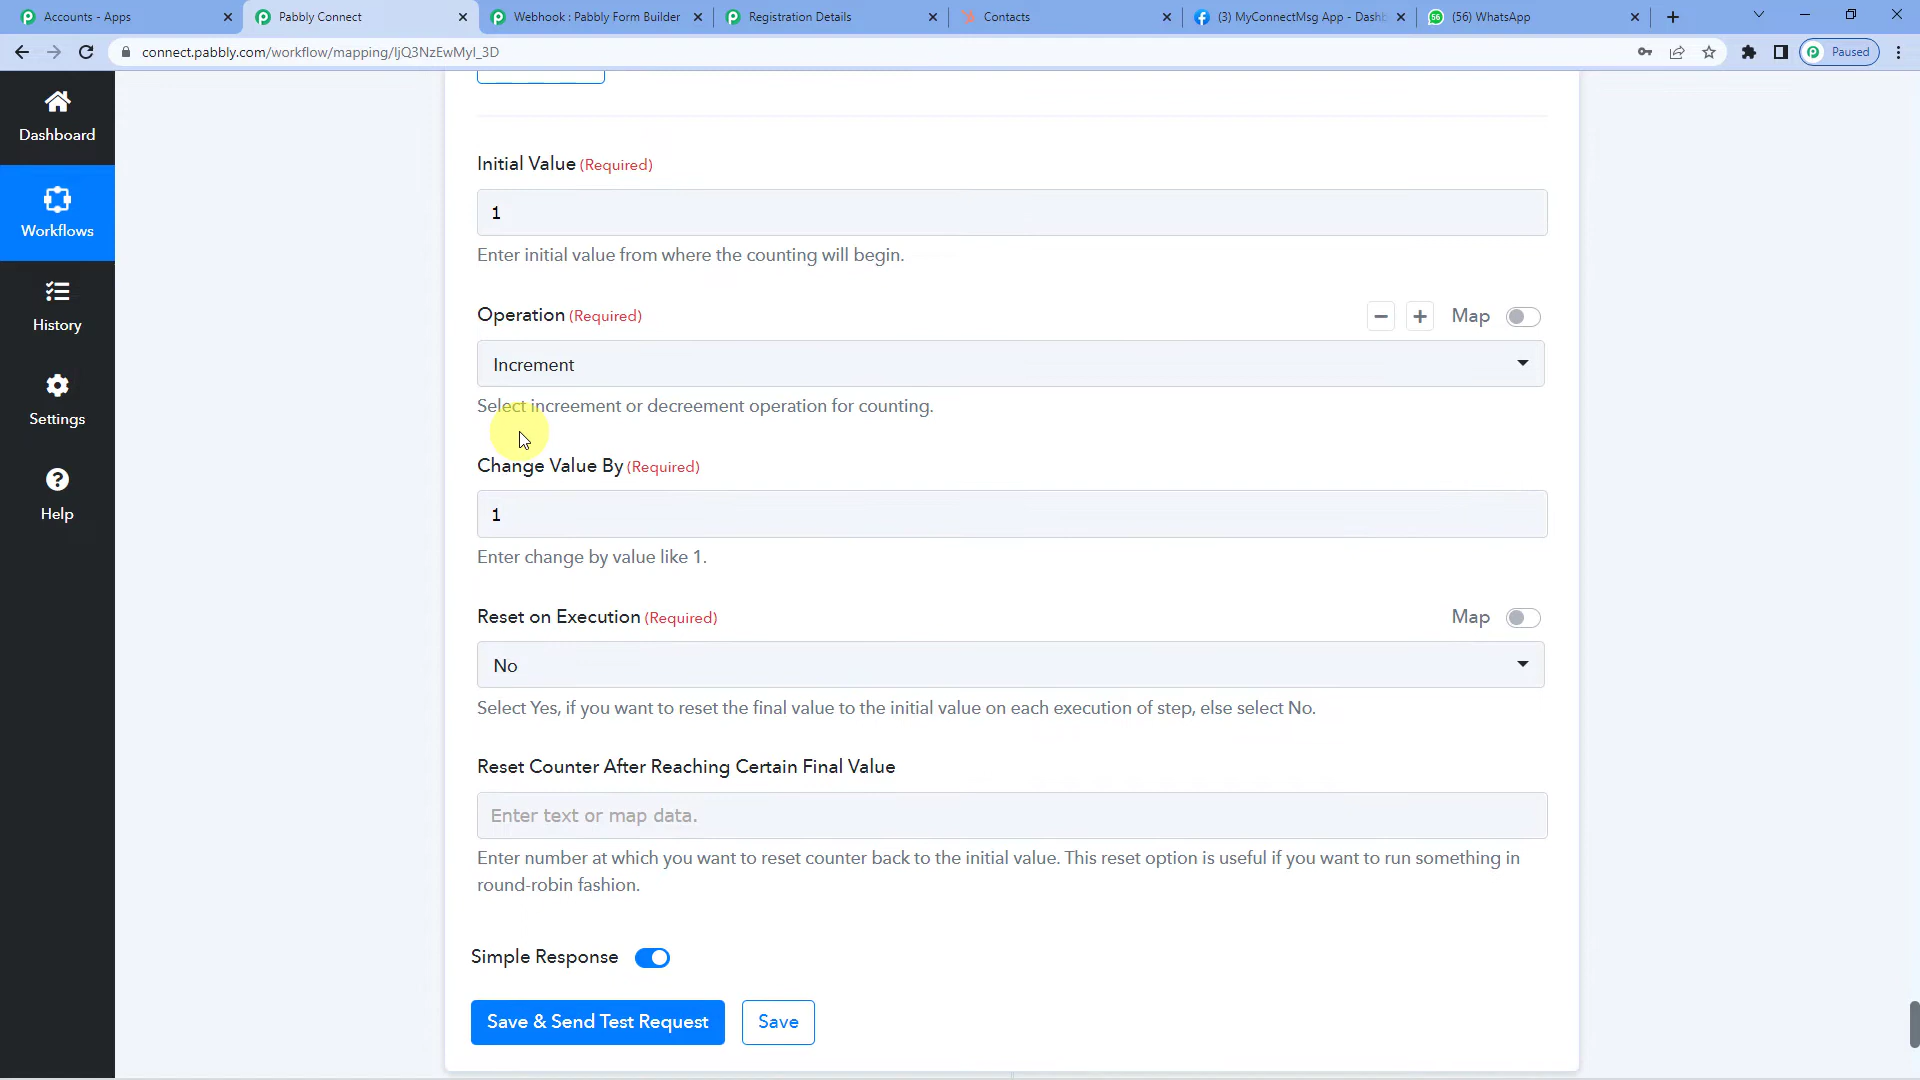 Accounts - Apps
Pabbly Connect
Webhook : Pabbly Form Builder
Registration Details
Contacts
(3) MyConnectMsg App - Dashb
56
(56) WhatsApp
connect.pabbly.com/workflow/mapping/IjQ3NzEwMyI_3D
Paused
Dashboard
Workflows
History
Settings
Help
Initial Value (Required)
1
Enter initial value from where the counting will begin.
Operation (Required)
Map
Increment
Select increement or decreement operation for counting.
Change Value By (Required)
1
Enter change by value like 1.
Reset on Execution (Required)
Map
No
Select Yes, if you want to reset the final value to the initial value on each execution of step, else select No.
Reset Counter After Reaching Certain Final Value
Enter text or map data.
Enter number at which you want to reset counter back to the initial value. This reset option is useful if you want to run something in
round-robin fashion.
Simple Response
Save & Send Test Request
Save